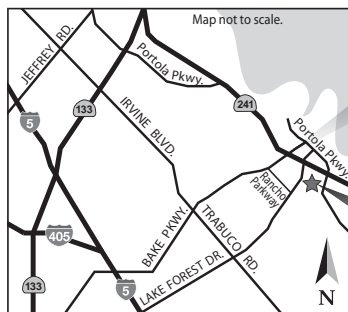 Map not to scale.
JEFFREY RD.
Portola Pkwy.
133
241
IRVINE BLVD.
5
Portola Pkwy.
Rancho
Parkway
405
BAKE PKWY.
TRABUCO RD.
LAKE FOREST DR.
133
5
N